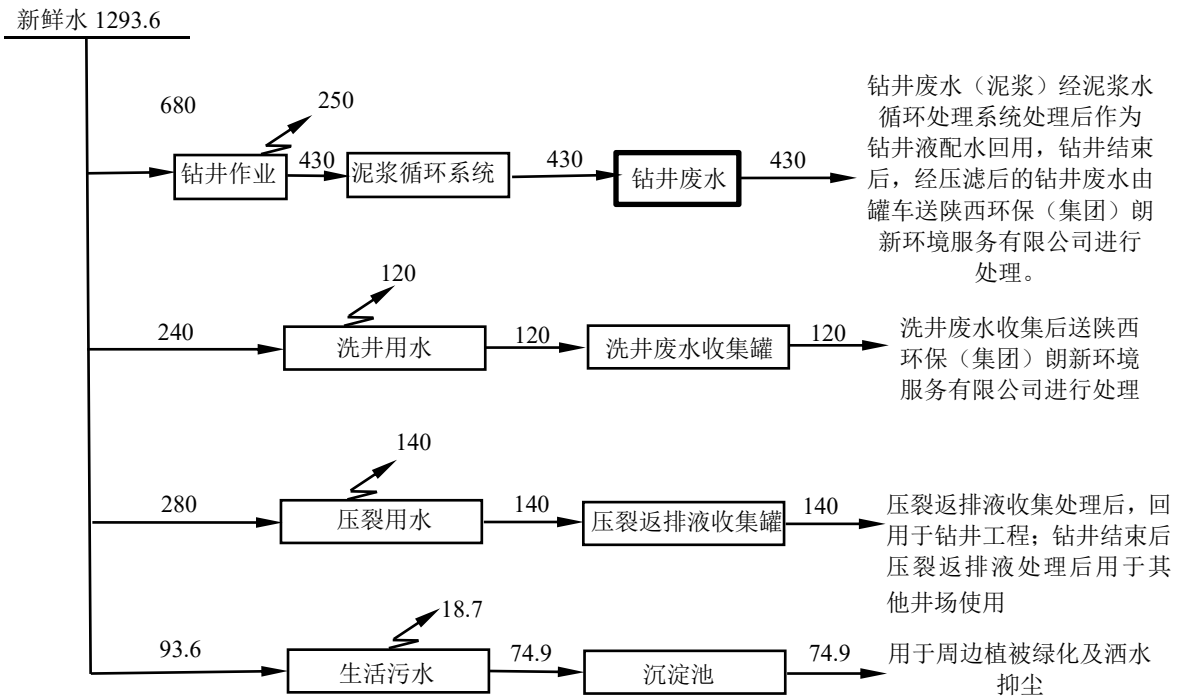 新鲜水 1293.6
680
250
钻井作业
430
泥浆循环系统
430
钻井废水
430
钻井废水（泥浆）经泥浆水
循环处理系统处理后作为
钻井液配水回用，钻井结束
后，经压滤后的钻井废水由
罐车送陕西环保（集团）朗
新环境服务有限公司进行
处理。
240
120
洗井用水
120
洗井废水收集罐
120
洗井废水收集后送陕西
环保（集团）朗新环境
服务有限公司进行处理
280
140
压裂用水
140
压裂返排液收集罐
140
压裂返排液收集处理后，回
用于钻井工程；钻井结束后
压裂返排液处理后用于其
他井场使用
93.6
18.7
生活污水
74.9
沉淀池
74.9
用于周边植被绿化及洒水
抑尘